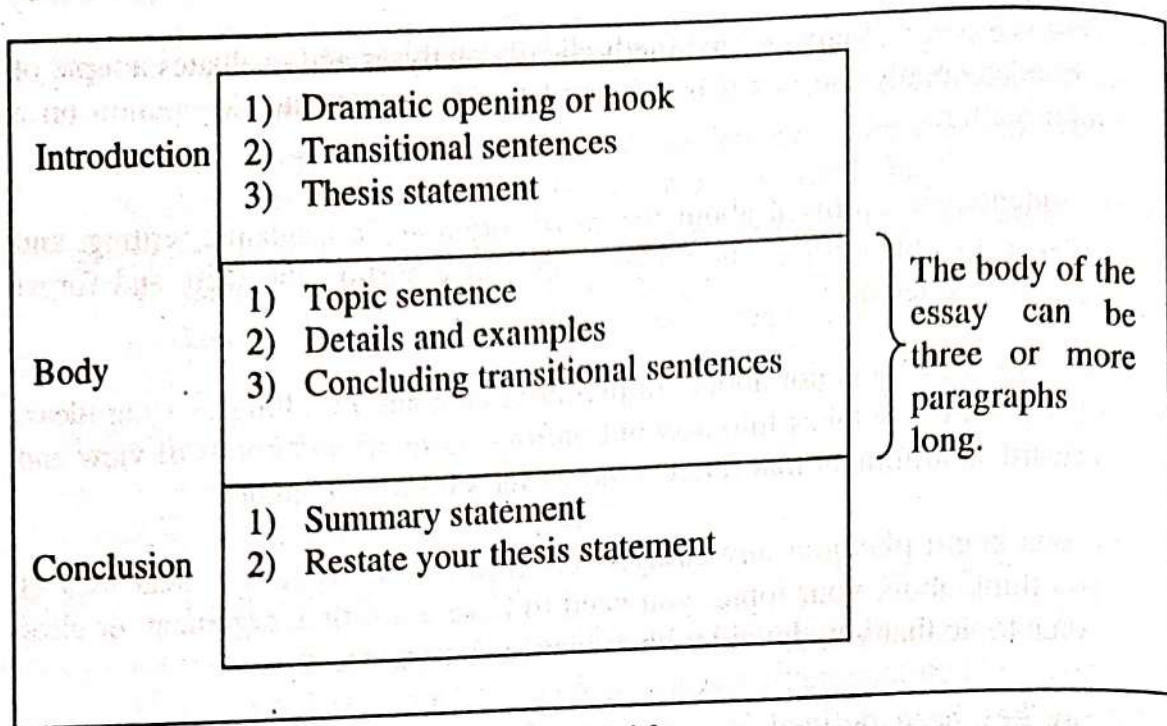 Introduction
1) Dramatic opening or hook
2) Transitional sentences
3) Thesis statement
Body
1) Topic sentence
2) Details and examples
3) Concluding transitional sentences
The body of the
essay can be
three or more
paragraphs
long.
Conclusion
1) Summary statement
2) Restate your thesis statement